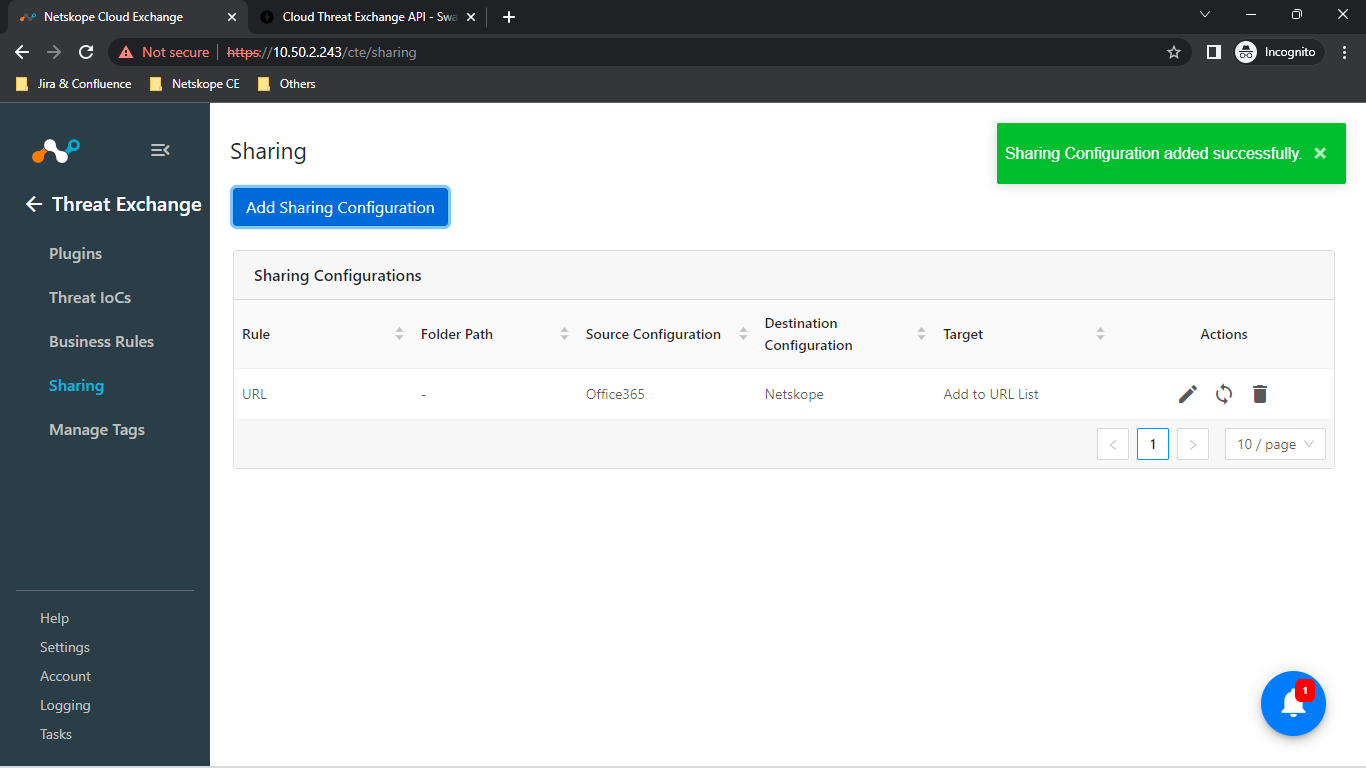 Netskope Cloud Exchange
Cloud Threat Exchange API - Swa
Not secure
https://10.50.2.243/cte/sharing
Incognito
Jira & Confluence
Netskope CE
Others
Threat Exchange
Plugins
Threat IoCs
Business Rules
Sharing
Manage Tags
Help
Settings
Account
Logging
Tasks
Sharing
Sharing Configuration added successfully.
Add Sharing Configuration
Sharing Configurations
Rule
Folder Path
Source Configuration
Destination
Configuration
Target
Actions
URL
-
Office365
Netskope
Add to URL List
1
10 / page
1